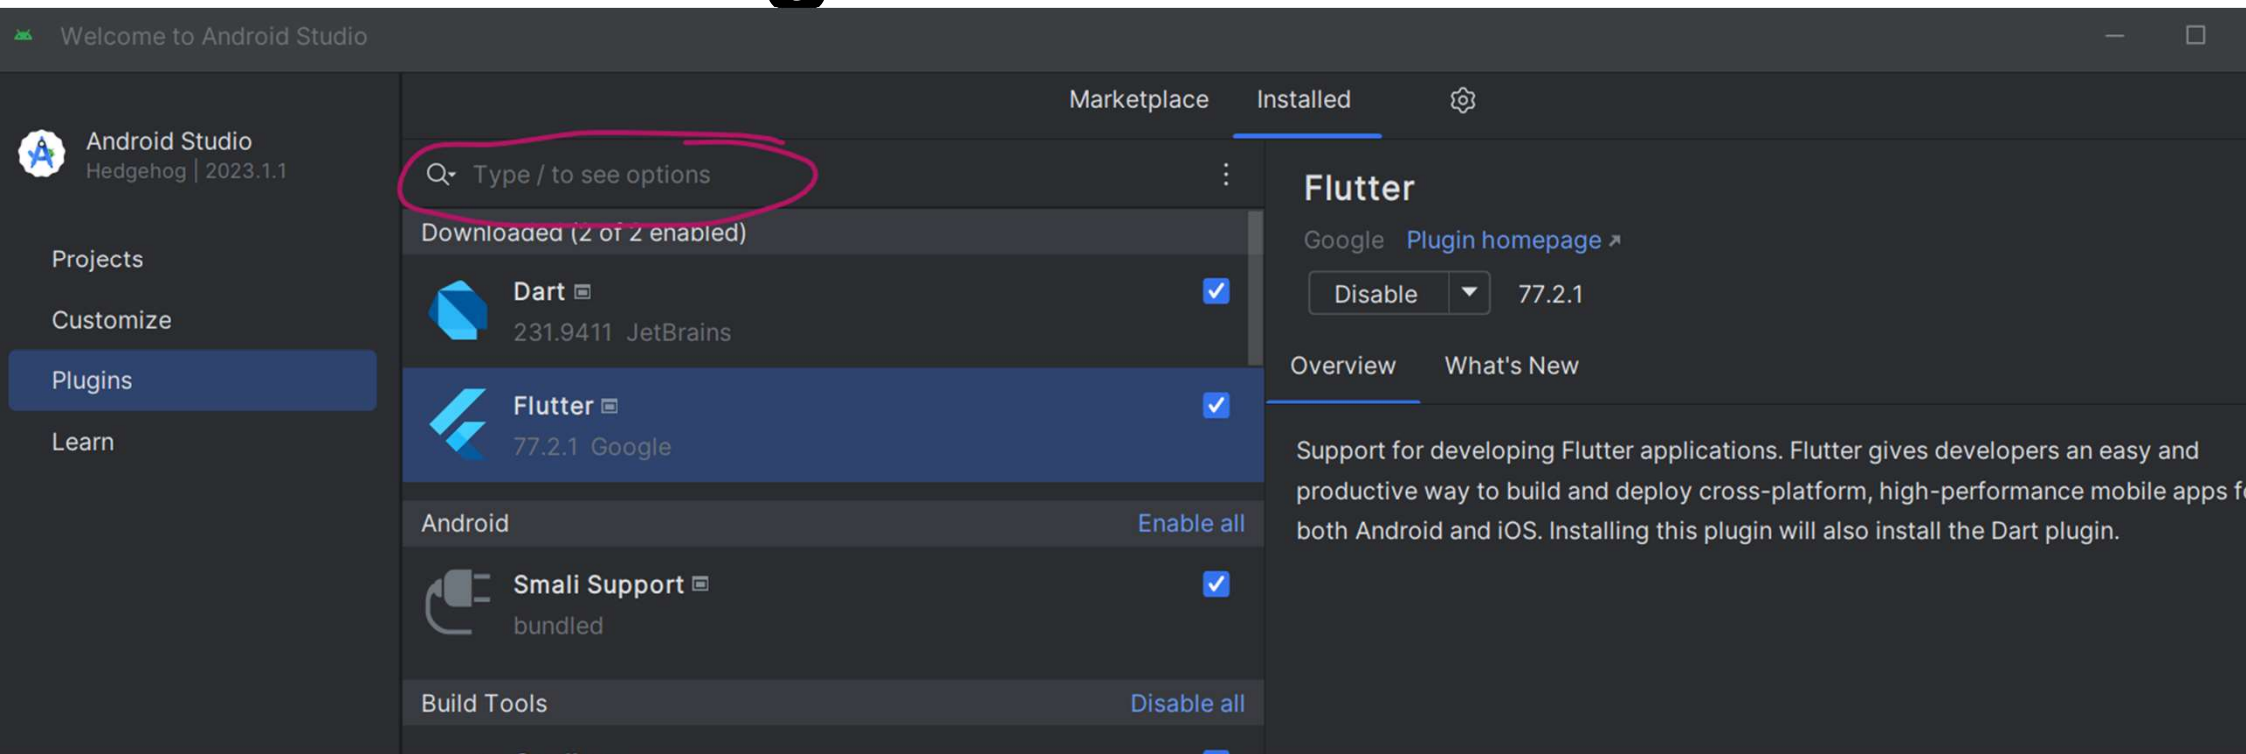 Welcome to Android Studio
Marketplace Installed
Android Studio
Hedgehog | 2023.1.1
Projects
Customize
Plugins
Learn
Type / to see options
Downloaded (2 of 2 enabled)
Dart
231.9411 JetBrains
Flutter
77.2.1 Google
Android Enable all
Smali Support
bundled
Build Tools Disable all
Flutter
Google Plugin homepage
Disable 77.2.1
Overview What's New
Support for developing Flutter applications. Flutter gives developers an easy and
productive way to build and deploy cross-platform, high-performance mobile apps
both Android and iOS. Installing this plugin will also install the Dart plugin.